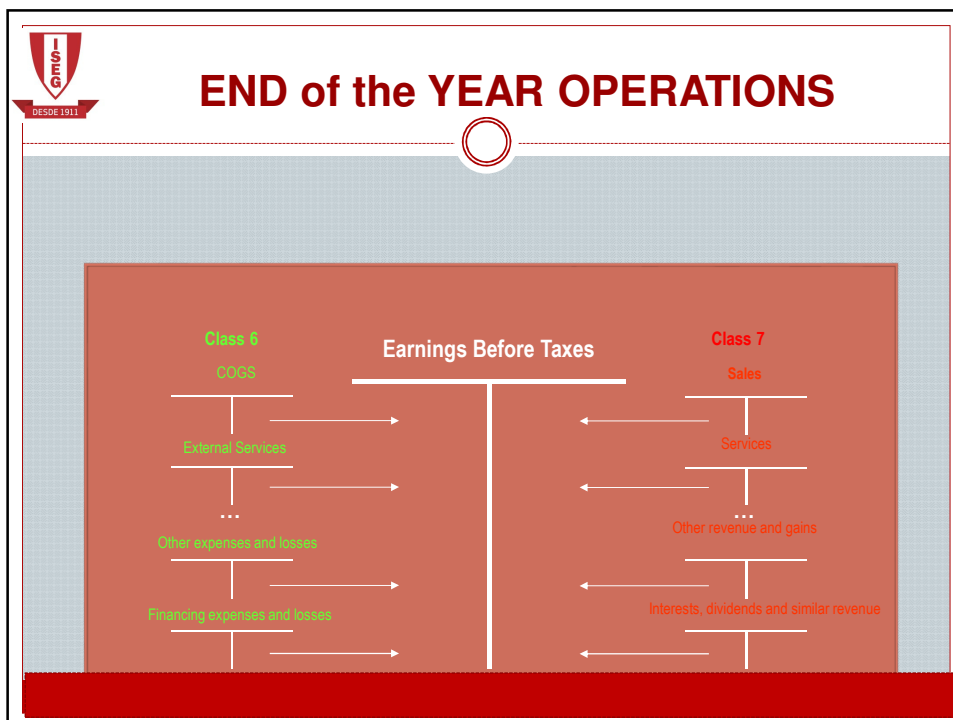 ISEG
DESDE 1911
END of the YEAR OPERATIONS
Class 6
Earnings Before Taxes
Class 7
COGS
Sales
External Services
Services
...
...
Other expenses and losses
Other revenue and gains
Financing expenses and losses
Interests, dividends and similar revenue